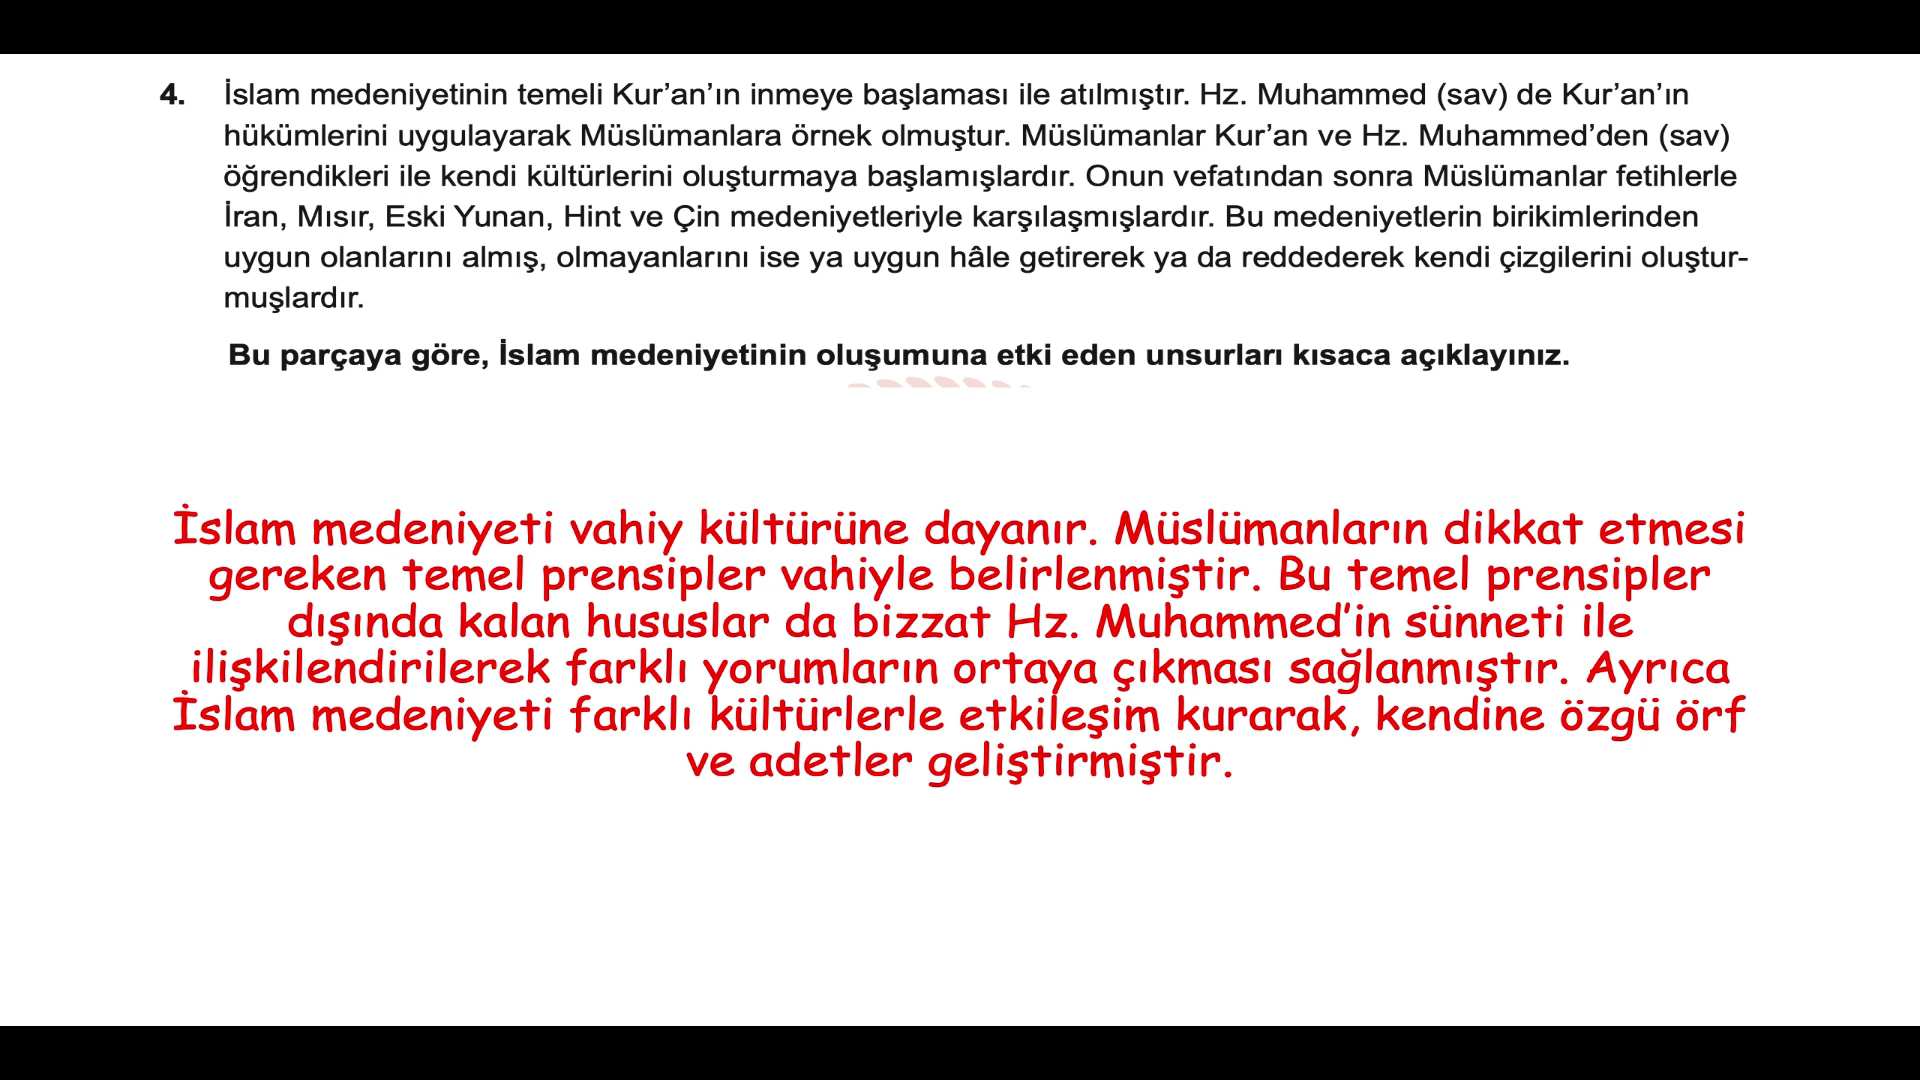 4. İslam medeniyetinin temeli Kur’an’ın inmeye başlaması ile atılmıştır. Hz. Muhammed (sav) de Kur’an’ın
hükümlerini uygulayarak Müslümanlara örnek olmuştur. Müslümanlar Kur’an ve Hz. Muhammed’den (sav)
öğrendikleri ile kendi kültürlerini oluşturmaya başlamışlardır. Onun vefatından sonra Müslümanlar fetihlerle
İran, Mısır, Eski Yunan, Hint ve Çin medeniyetleriyle karşılaşmışlardır. Bu medeniyetlerin birikimlerinden
uygun olanlarını almış, olmayanlarını ise ya uygun hâle getirerek ya da reddederek kendi çizgilerini oluştur-
muşlardır.
Bu parçaya göre, İslam medeniyetinin oluşumuna etki eden unsurları kısaca açıklayınız.
İslam medeniyeti vahiy kültürüne dayanır. Müslümanların dikkat etmesi
gereken temel prensipler vahiyle belirlenmiştir. Bu temel prensipler
dışında kalan hususlar da bizzat Hz. Muhammed’in sünneti ile
ilişkilendirilerek farklı yorumların ortaya çıkması sağlanmıştır. Ayrıca
İslam medeniyeti farklı kültürlerle etkileşim kurarak, kendine özgü örf
ve adetler geliştirmiştir.